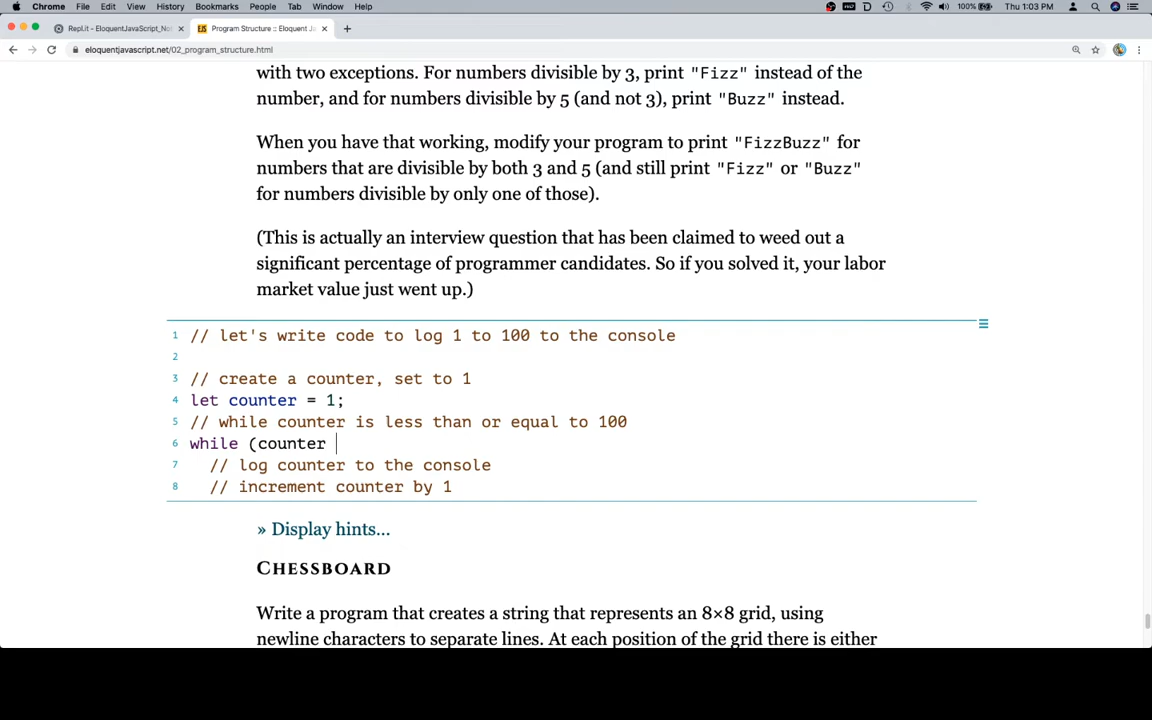 Chrome File Edit View History Bookmarks People Tab Window Help 100% Thu 1:03 PM
Repl.it - EloquentJavaScript_No × Program Structure :: Eloquent J × +
eloquentjavascript.net/02_program_structure.html
with two exceptions. For numbers divisible by 3, print "Fizz" instead of the
number, and for numbers divisible by 5 (and not 3), print "Buzz" instead.
When you have that working, modify your program to print "FizzBuzz" for
numbers that are divisible by both 3 and 5 (and still print "Fizz" or "Buzz"
for numbers divisible by only one of those).
(This is actually an interview question that has been claimed to weed out a
significant percentage of programmer candidates. So if you solved it, your labor
market value just went up.)
1 // let's write code to log 1 to 100 to the console
2
3 // create a counter, set to 1
4 let counter = 1;
5 // while counter is less than or equal to 100
6 while (counter
7 // log counter to the console
8 // increment counter by 1
» Display hints...
CHESSBOARD
Write a program that creates a string that represents an 8×8 grid, using
newline characters to separate lines. At each position of the grid there is either